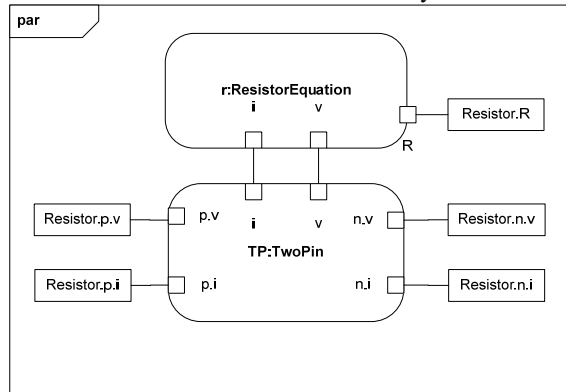 par
r:ResistorEquation
i v
R
Resistor.R
i v
Resistor.p.v
p.v
n.v
Resistor.n.v
TP:TwoPin
Resistor.p.i
p.i
n.i
Resistor.n.i